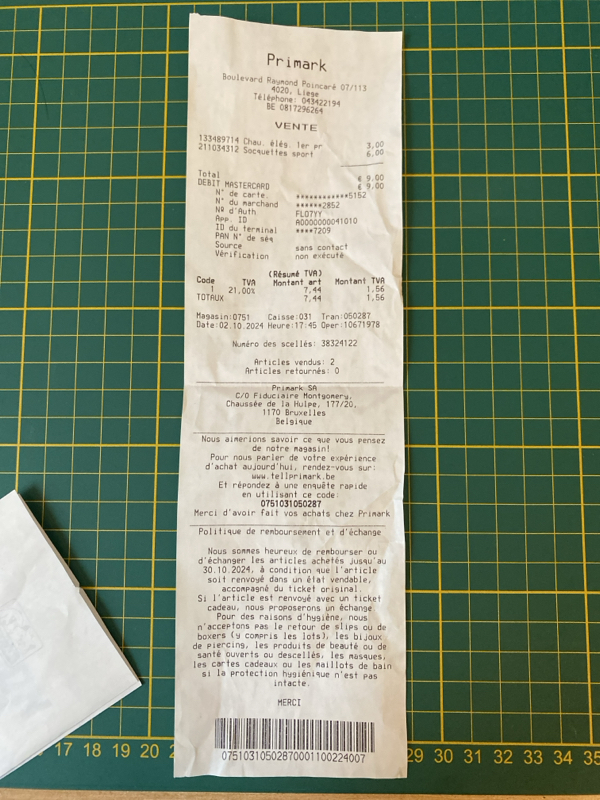 Primark
Boulevard Raymond Poincaré 07/113
4020, Liege
Téléphone: 043422194
BE 0817296264
VENTE
133489714 Chau. élég. 1er pr 3,00
211034312 Socquettes sport 6,00
Total € 9,00
DEBIT MASTERCARD € 9,00
N° de carte. ************5152
N° du marchand ******2852
Nº d'Auth FL07YY
App. ID A0000000041010
ID du terminal ****7209
PAN N° de séq
Source sans contact
Vérification non exécuté
(Résumé TVA)
Code TVA Montant art Montant TVA
1 21,00% 7,44 1,56
TOTAUX 7,44 1,56
Magasin:0751 Caisse:031 Tran:050287
Date:02.10.2024 Heure:17:45 Oper:10671978
Numéro des scellés: 38324122
Articles vendus: 2
Articles retournés: 0
Primark SA
C/O Fiduciaire Montgomery,
Chaussée de la Hulpe, 177/20,
1170 Bruxelles
Belgique
Nous aimerions savoir ce que vous pensez
de notre magasin!
Pour nous parler de votre expérience
d'achat aujourd'hui, rendez-vous sur:
www.tellprimark.be
Et répondez à une enquête rapide
en utilisant ce code:
0751031050287
Merci d'avoir fait vos achats chez Primark
Politique de remboursement et d'échange
Nous sommes heureux de rembourser ou
d'échanger les articles achetés jusqu'au
30.10.2024, à condition que l'article
soit renvoyé dans un état vendable,
accompagné du ticket original.
Si l'article est renvoyé avec un ticket
cadeau, nous proposerons un échange
Pour des raisons d'hygiène, nous
n'acceptons pas le retour de slips ou de
boxers (y compris les lots), les bijoux
de piercing, les produits de beauté ou de
santé ouverts ou descellés, les masques,
les cartes cadeaux ou les maillots de bain
si la protection hygiénique n'est pas
intacte.
MERCI
07510310502870001100224007
17 18 19 20 29 30 31 32 33 34 35